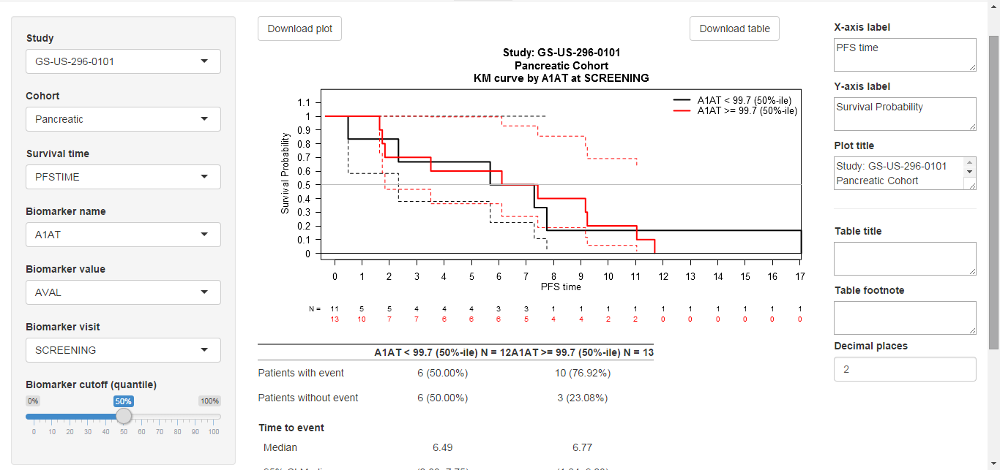 Study
GS-US-296-0101
Cohort
Pancreatic
Survival time
PFSTIME
Biomarker name
A1AT
Biomarker value
AVAL
Biomarker visit
SCREENING
Biomarker cutoff (quantile)
0% 50% 100%
0 10 20 30 40 50 60 70 80 90 100
Download plot
Download table
Study: GS-US-296-0101
Pancreatic Cohort
KM curve by A1AT at SCREENING
A1AT < 99.7 (50%-ile)
A1AT >= 99.7 (50%-ile)
Survival Probability
1.1
1
0.9
0.8
0.7
0.6
0.5
0.4
0.3
0.2
0.1
0
0 1 2 3 4 5 6 7 8 9 10 11 12 13 14 15 16 17
PFS time
N = 11 5 5 4 4 4 3 3 1 1 1 1 1 1 1 1 1 1
13 10 7 7 6 6 6 5 4 4 2 2 0 0 0 0 0 0
A1AT < 99.7 (50%-ile) N = 12A1AT >= 99.7 (50%-ile) N = 13
Patients with event 6 (50.00%) 10 (76.92%)
Patients without event 6 (50.00%) 3 (23.08%)
Time to event
Median 6.49 6.77
X-axis label
PFS time
Y-axis label
Survival Probability
Plot title
Study: GS-US-296-0101
Pancreatic Cohort
Table title
Table footnote
Decimal places
2